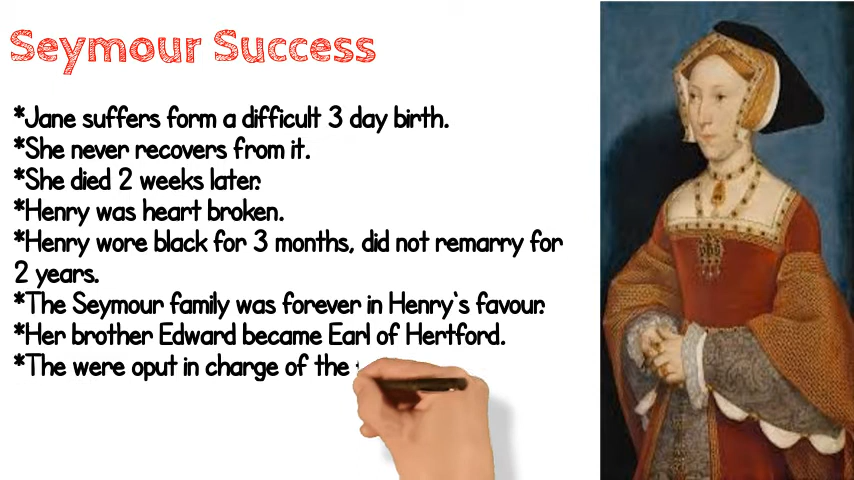 Seymour Success
*Jane suffers form a difficult 3 day birth.
*She never recovers from it.
*She died 2 weeks later.
*Henry was heart broken.
*Henry wore black for 3 months, did not remarry for
2 years.
*The Seymour family was forever in Henry's favour.
*Her brother Edward became Earl of Hertford.
*The were oput in charge of the